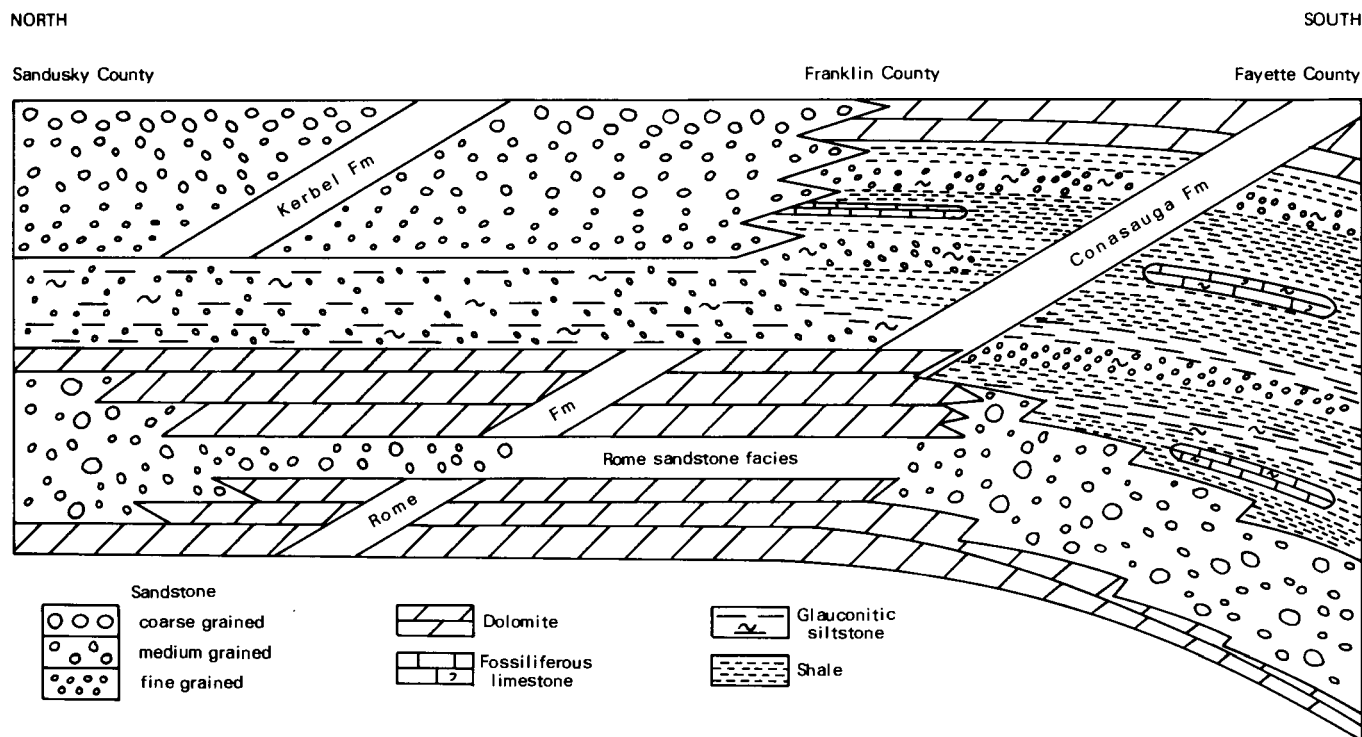 NORTH
SOUTH
Sandusky County
Franklin County
Fayette County
Kerbel Fm
Conasauga Fm
Fm
Rome sandstone facies
Rome
Sandstone
coarse grained
medium grained
fine grained
Dolomite
Fossiliferous
limestone
Glauconitic
siltstone
Shale